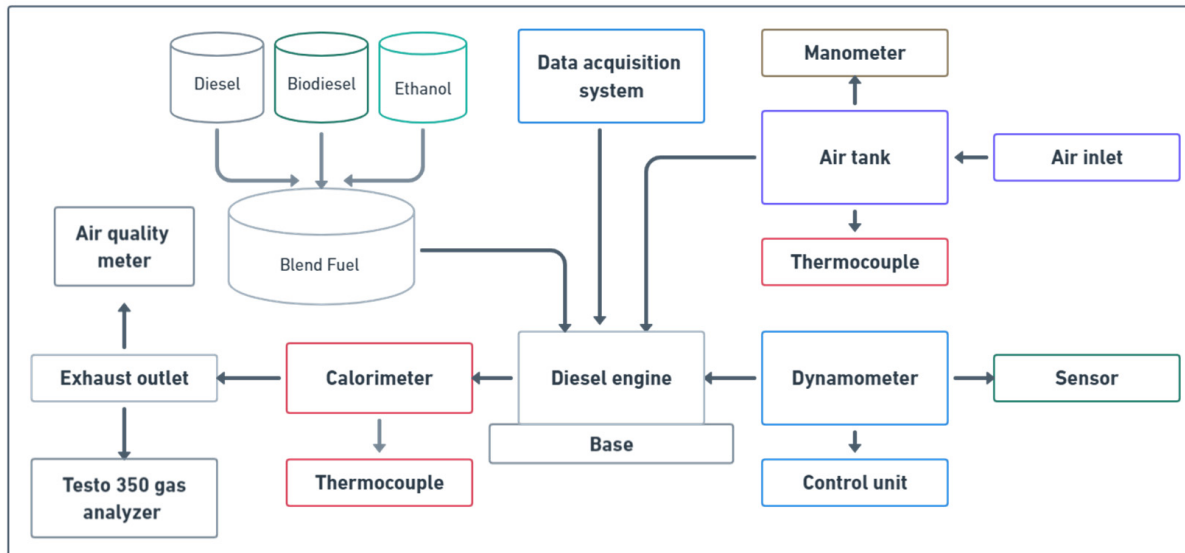 Diesel
Biodiesel
Ethanol
Data acquisition
system
Manometer
Air tank
Air inlet
Air quality
meter
Blend Fuel
Thermocouple
Exhaust outlet
Calorimeter
Diesel engine
Dynamometer
Sensor
Base
Testo 350 gas
analyzer
Thermocouple
Control unit